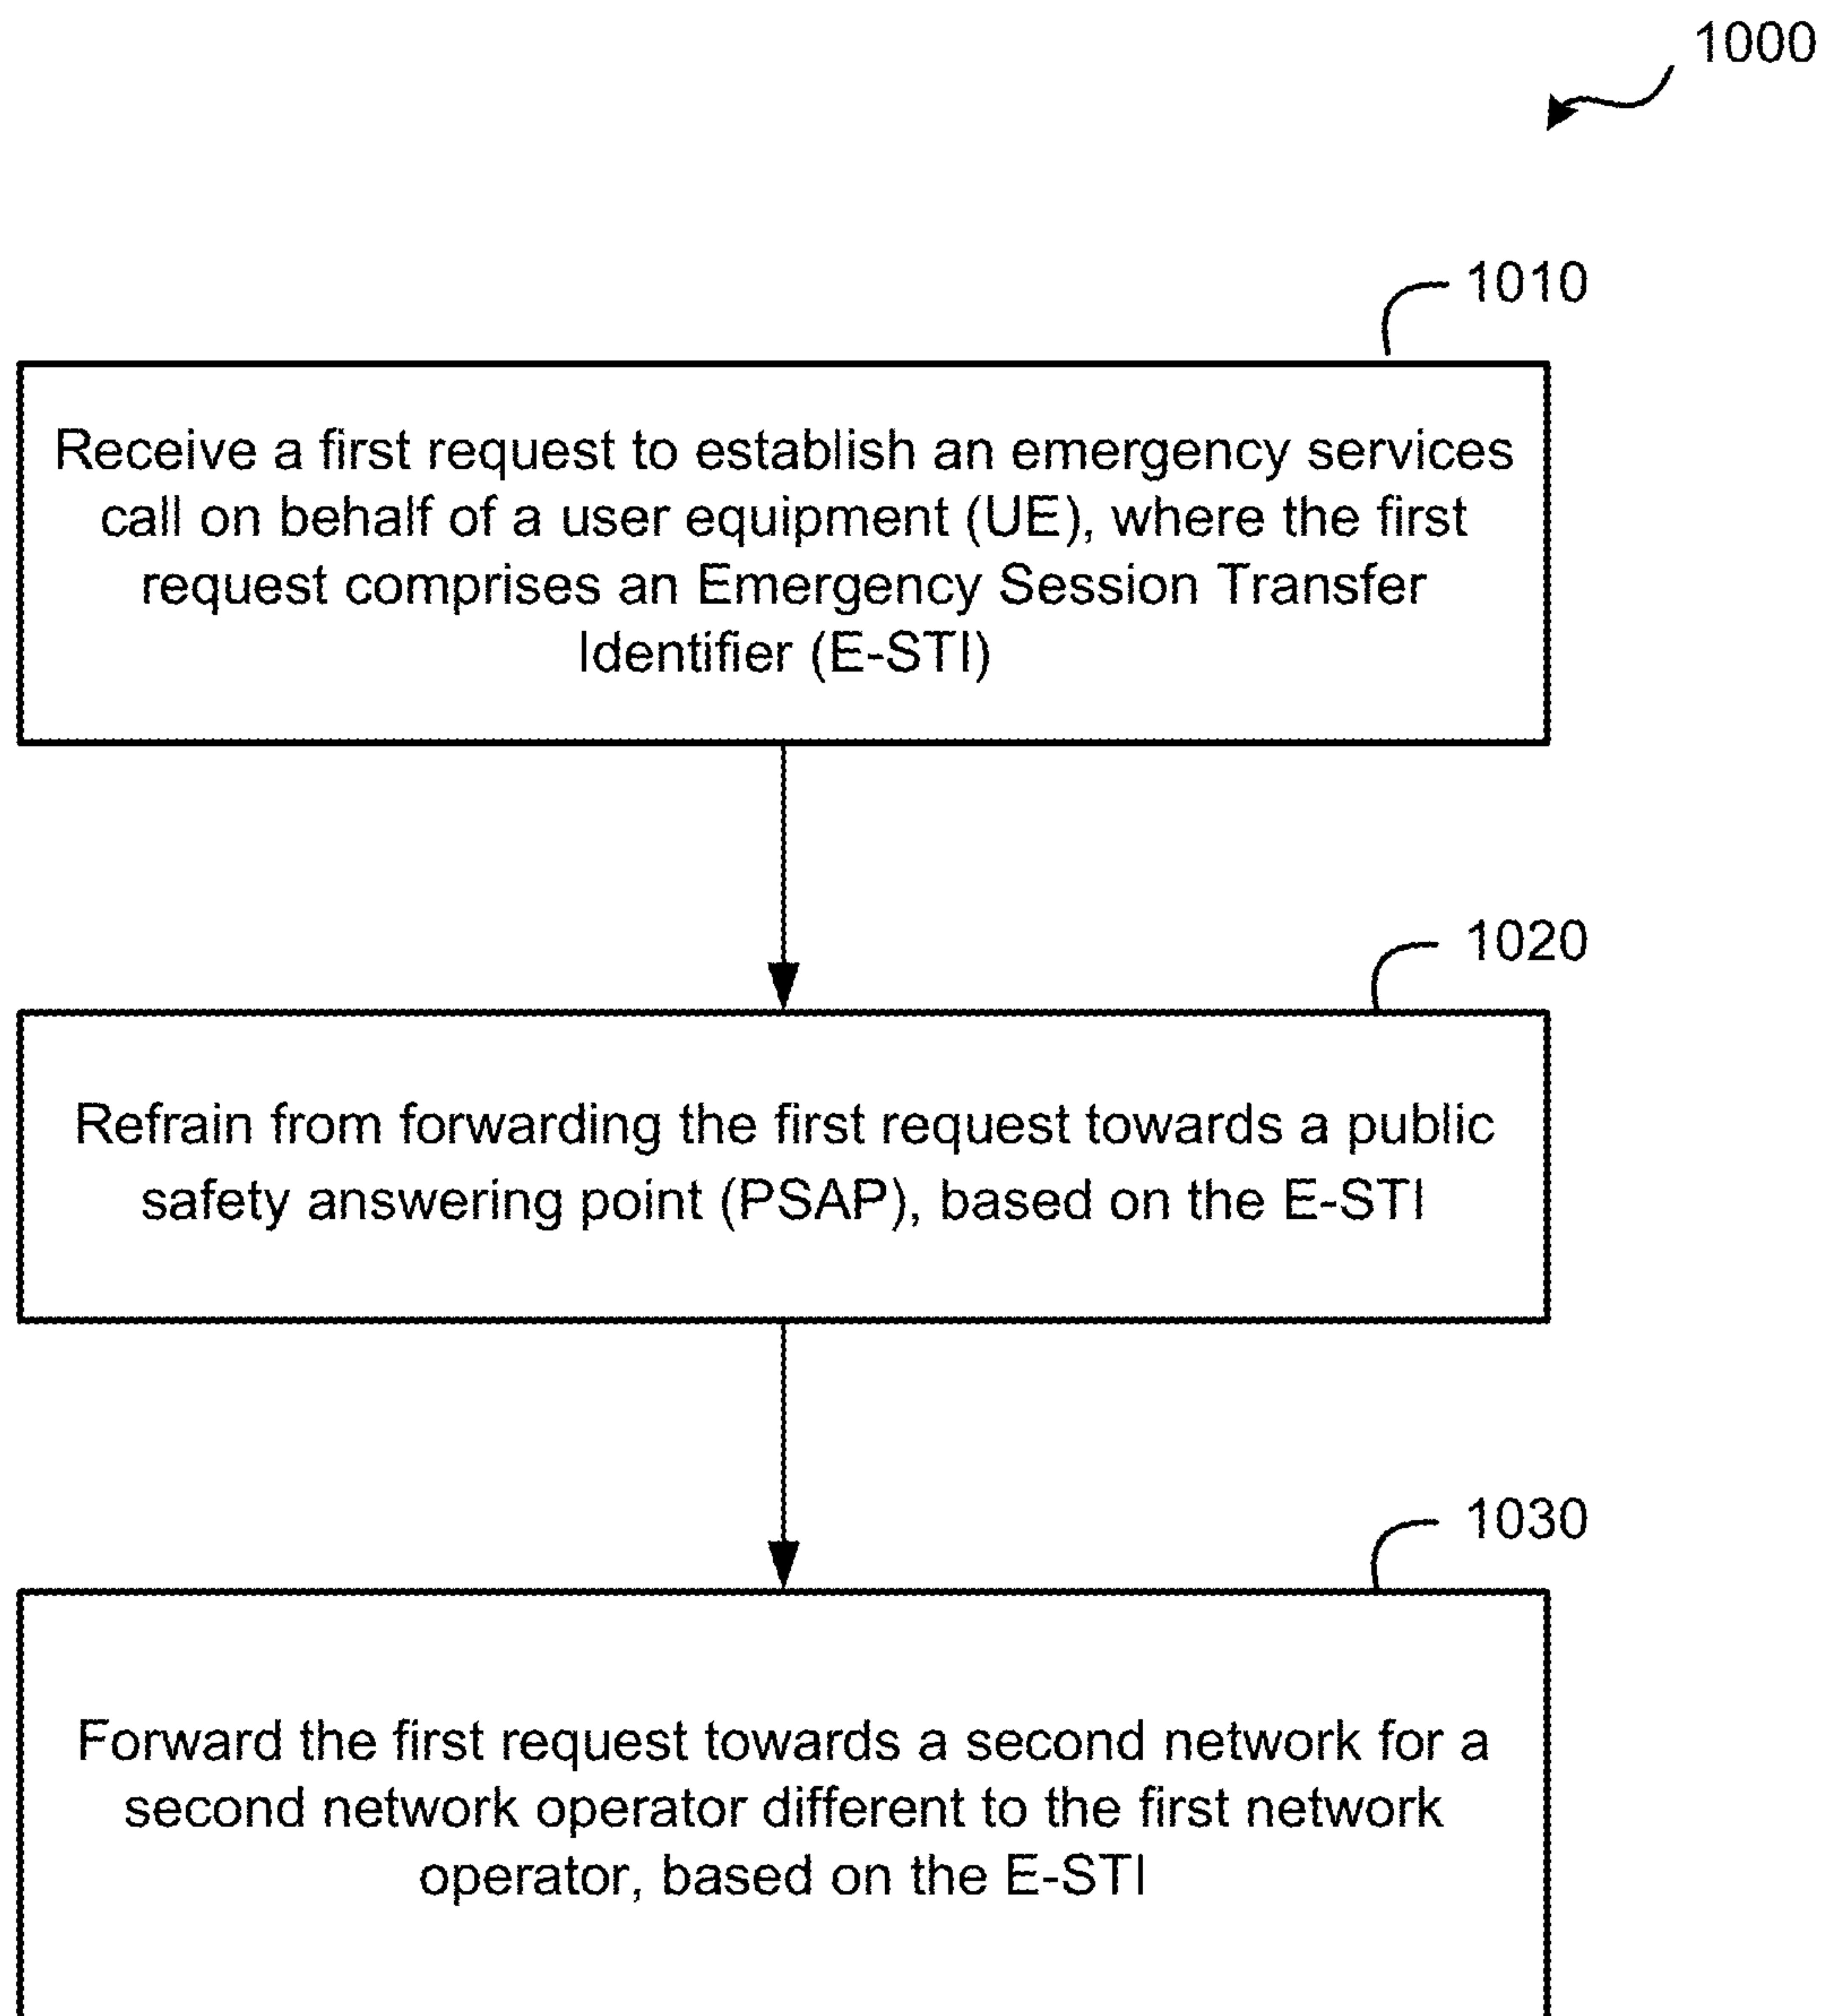 1000
1010
Receive a first request to establish an emergency services
call on behalf of a user equipment (UE), where the first
request comprises an Emergency Session Transfer
Identifier (E-STI)
1020
Refrain from forwarding the first request towards a public
safety answering point (PSAP), based on the E-STI
1030
Forward the first request towards a second network for a
second network operator different to the first network
operator, based on the E-STI